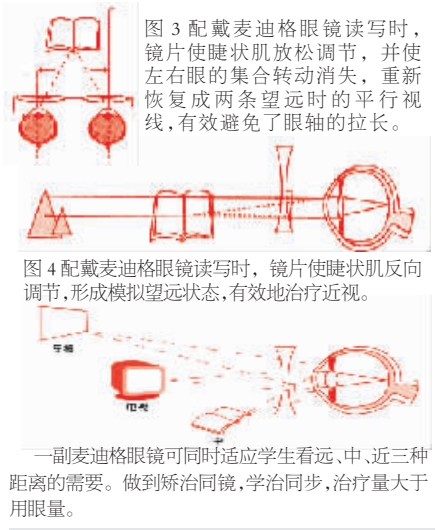 图 3 配戴麦迪格眼镜读写时，
镜片使睫状肌放松调节，并使
左右眼的集合转动消失，重新
恢复成两条望远时的平行视
线，有效避免了眼轴的拉长。
图 4 配戴麦迪格眼镜读写时，镜片使睫状肌反向
调节，形成模拟望远状态，有效地治疗近视。
电视
一副麦迪格眼镜可同时适应学生看远、中、近三种
距离的需要。做到矫治同镜，学治同步，治疗量大于
用眼量。